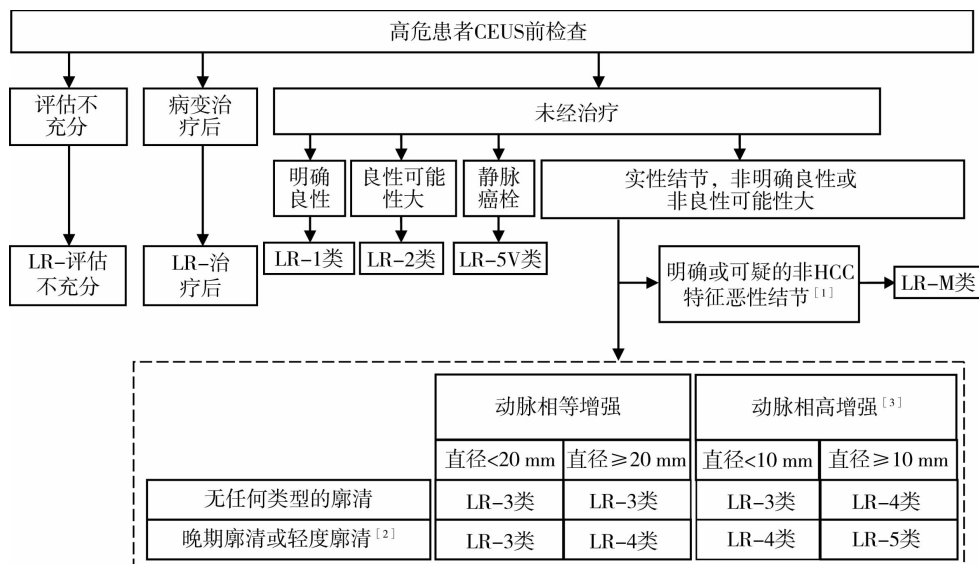 高危患者CEUS前检查
评估不
充分
病变治
疗后
未经治疗
明确
良性
良性可能
性大
静脉
癌栓
实性结节，非明确良性或
非良性可能性大
LR-评估
不充分
LR-治
疗后
LR-1类
LR-2类
LR-5V类
明确或可疑的非HCC
特征恶性结节[1]
LR-M类
动脉相等增强
动脉相高增强[3]
直径<20 mm
直径≥20 mm
直径<10 mm
直径≥10 mm
无任何类型的廓清
LR-3类
LR-3类
LR-3类
LR-4类
晚期廓清或轻度廓清[2]
LR-3类
LR-4类
LR-4类
LR-5类